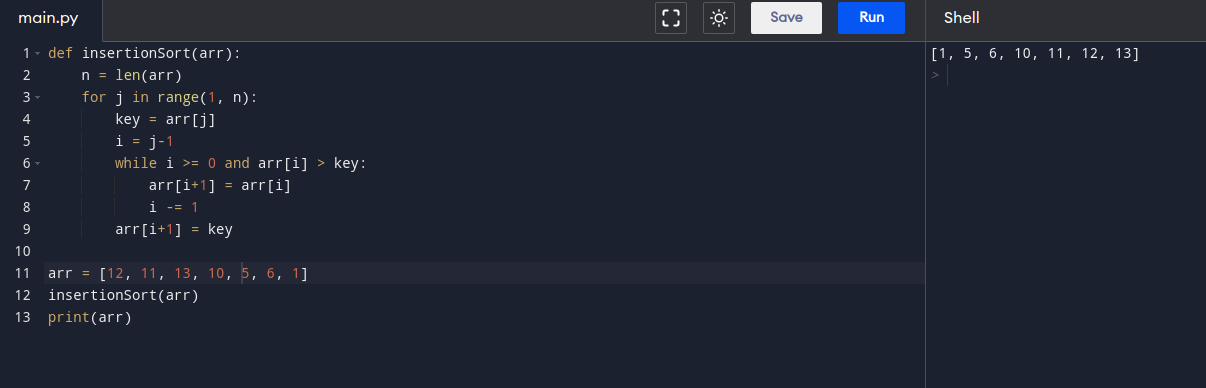 main.py
Save
Run
Shell
1 def insertionSort(arr):
2     n = len(arr)
3     for j in range(1, n):
4         key = arr[j]
5         i = j-1
6         while i >= 0 and arr[i] > key:
7             arr[i+1] = arr[i]
8             i -= 1
9         arr[i+1] = key
10
11 arr = [12, 11, 13, 10, 5, 6, 1]
12 insertionSort(arr)
13 print(arr)
[1, 5, 6, 10, 11, 12, 13]
>